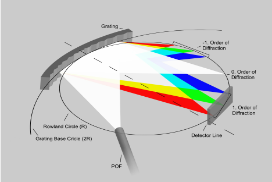 Grating
-1. Order of
Diffraction
0. Order of
Diffraction
1. Order of
Diffraction
Detector Line
Rowland Circle (R)
Grating Base Circle (2R)
POF